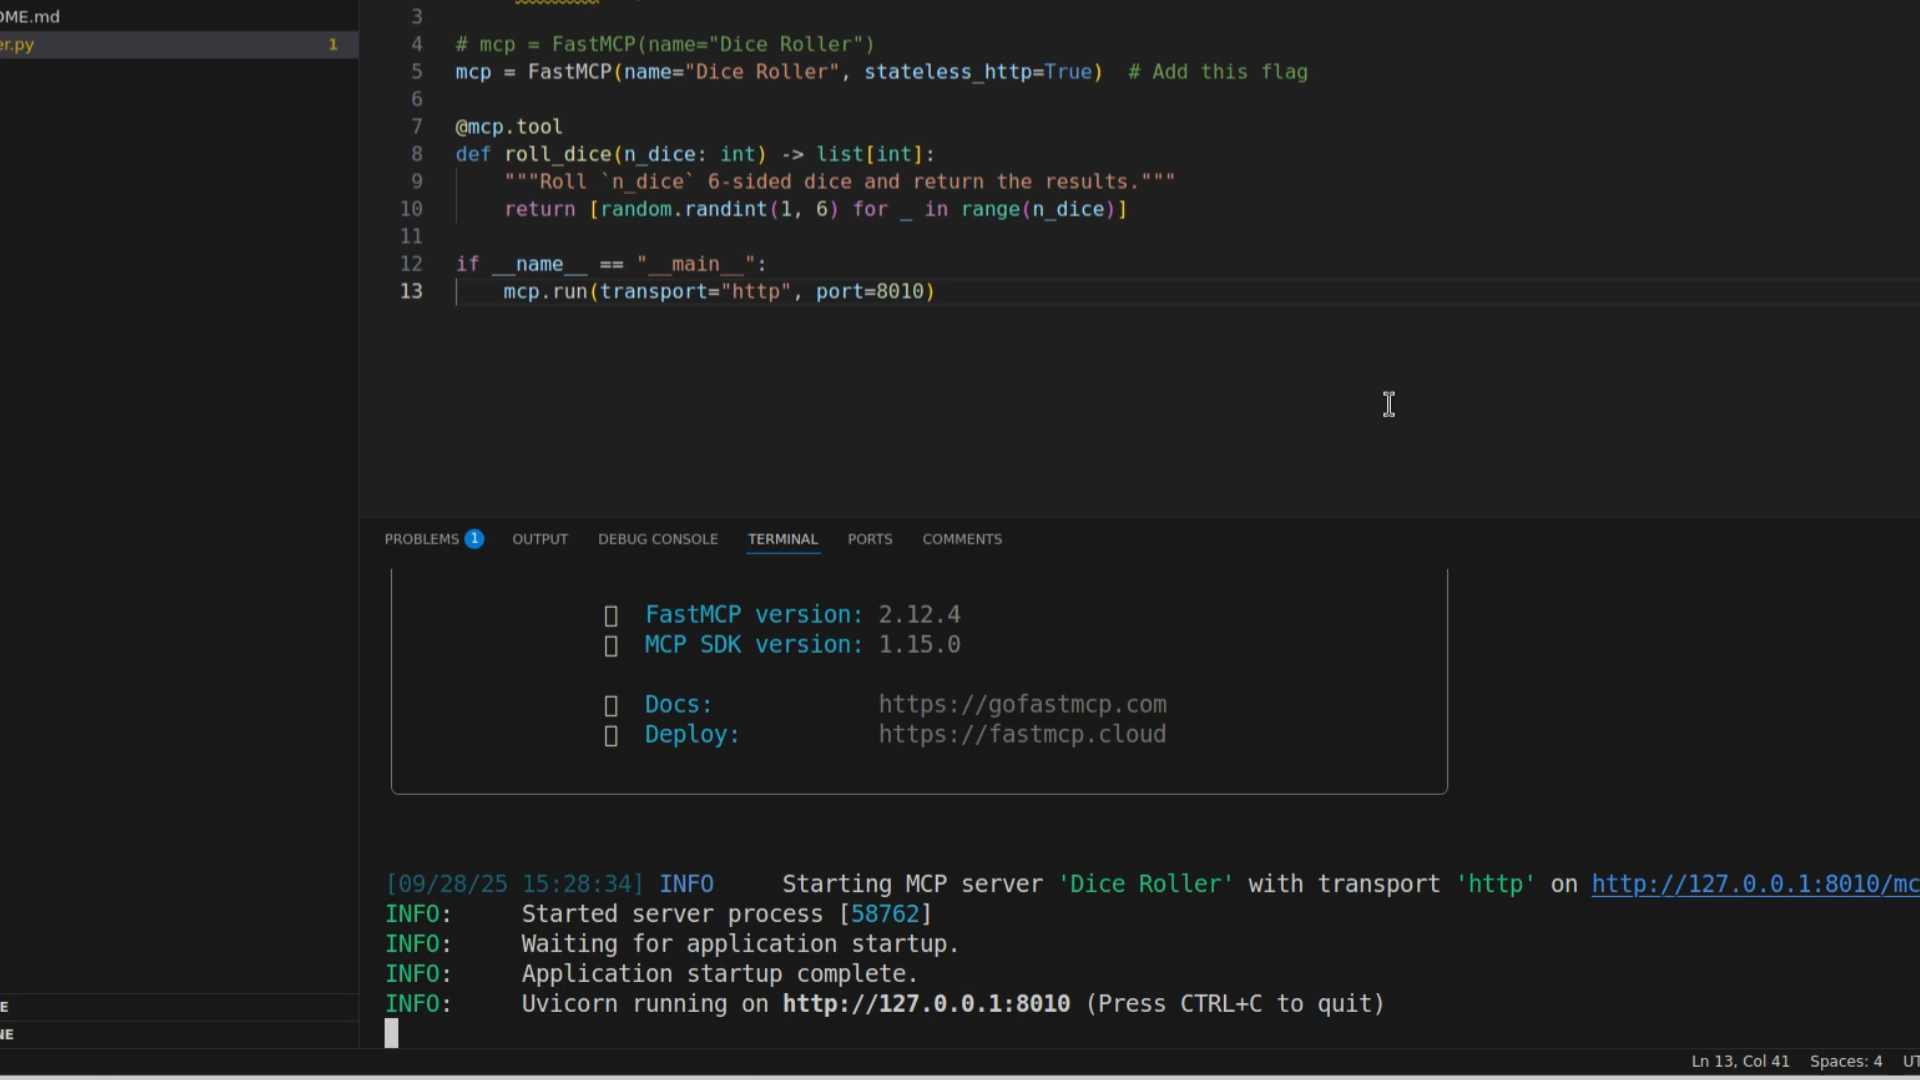 OME.md
er.py 1
3
4 # mcp = FastMCP(name="Dice Roller")
5 mcp = FastMCP(name="Dice Roller", stateless_http=True)  # Add this flag
6
7 @mcp.tool
8 def roll_dice(n_dice: int) -> list[int]:
9     """Roll `n_dice` 6-sided dice and return the results."""
10     return [random.randint(1, 6) for _ in range(n_dice)]
11
12 if __name__ == "__main__":
13     mcp.run(transport="http", port=8010)
PROBLEMS 1 OUTPUT DEBUG CONSOLE TERMINAL PORTS COMMENTS
FastMCP version: 2.12.4
MCP SDK version: 1.15.0
Docs: https://gofastmcp.com
Deploy: https://fastmcp.cloud
[09/28/25 15:28:34] INFO Starting MCP server 'Dice Roller' with transport 'http' on http://127.0.0.1:8010/mc
INFO: Started server process [58762]
INFO: Waiting for application startup.
INFO: Application startup complete.
INFO: Uvicorn running on http://127.0.0.1:8010 (Press CTRL+C to quit)
E
NE
Ln 13, Col 41 Spaces: 4 UT